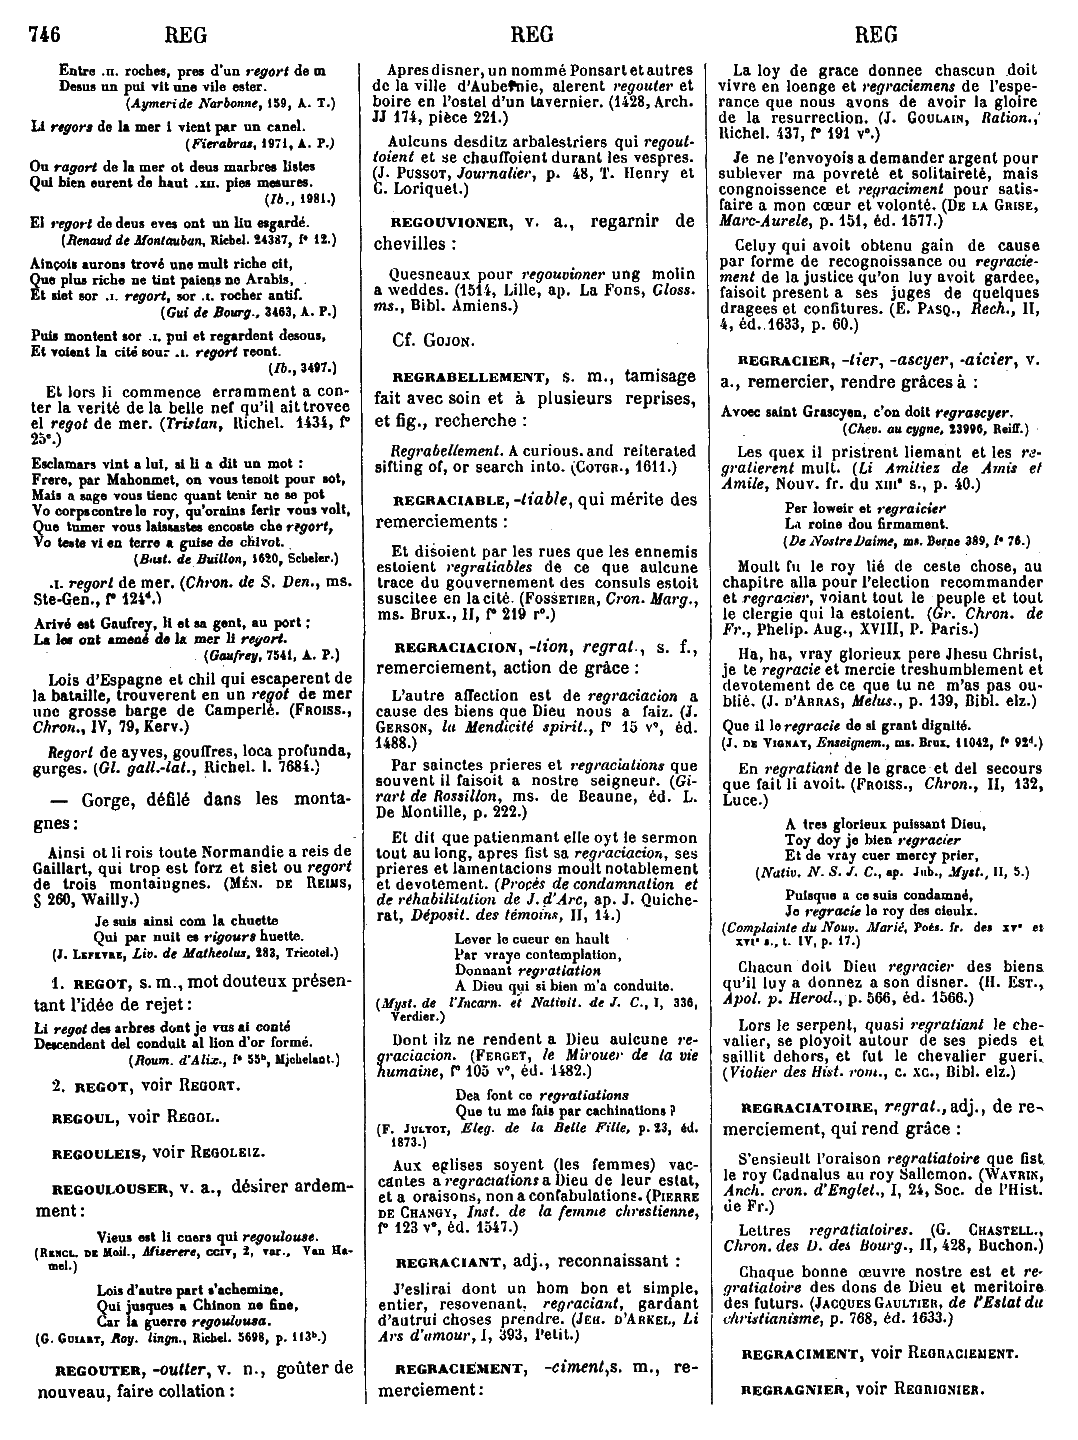 746 REG REG REG
Entre .II. roches, pres d'un regort de m
Desus un pui vit une vile ester.
(Aymeri de Narbonne, 159, A. T.)
Li regors de la mer i vient par un canel.
(Fierabras, 1971, A. P.)
Ou ragort de la mer ot deus marbres listes
Qui bien eurent de haut .XII. pies mesures.
(Ib., 1981.)
El regort de deus eves ont un liu esgardé.
(Renaud de Montauban, Richel. 24387, f° 12.)
Ainçois aurons trové une mult riche cit,
Que plus riche ne tint paiens ne Arabis,
Et siet sor .I. regort, sor .I. rocher antif.
(Gui de Bourg., 3463, A. P.)
Puis montent sor .I. pui et regardent desous,
Et voient la cité sour .I. regort reont.
(Ib., 3497.)
Et lors li commence erramment a con-
ter la verité de la belle nef qu'il ait trovee
el regot de mer. (Tristan, Richel. 1434, f°
25°.)
Esclamars vint a lui, si li a dit un mot :
Frere, par Mahommet, on vous tenoit pour sot,
Mais a sage vous tienc quant tenir ne se pot
Vo corps contre le roy, qu'orains ferir vous volt,
Que tumer vous laissastes encoste che regort,
Vo teste vi en terre a guise de chivot.
(Bast. de Buillon, 1620, Scheler.)
.I. regort de mer. (Chron. de S. Den., ms.
Ste-Gen., f° 124ᵈ.)
Arivé est Gaufrey, li et sa gent, au port ;
La les ont amené de la mer li regort.
(Gaufrey, 7541, A. P.)
Lois d'Espagne et chil qui escaperent de
la bataille, trouverent en un regot de mer
une grosse barge de Camperlé. (FROISS.,
Chron., IV, 79, Kerv.)
Regort de ayves, gouffres, loca profunda,
gurges. (Gl. gall.-lat., Richel. l. 7684.)
— Gorge, défilé dans les monta-
gnes :
Ainsi ot li rois toute Normandie a reis de
Gaillart, qui trop est forz et siet ou regort
de trois montaingnes. (MÉN. DE REIMS,
§ 260, Wailly.)
Je suis ainsi com la chuette
Qui par nuit es rigours huette.
(J. LEFEVRE, Liv. de Matheolus, 283, Tricotel.)
1. REGOT, s. m., mot douteux présen-
tant l'idée de rejet :
Li regot des arbres dont je vus ai conté
Descendent del conduit al lion d'or formé.
(Roum. d'Alix., f° 55ᵇ, Michelant.)
2. REGOT, voir REGORT.
REGOUL, voir REGOL.
REGOULEIS, voir REGOLEIZ.
REGOULOUSER, v. a., désirer ardem-
ment :
Vieus est li cuers qui regoulouse.
(RENCL. DE MOIL., Miserere, CCIV, 2, var., Van Ha-
mel.)
Lois d'autre part s'achemine,
Qui jusques a Chinon ne fine,
Car la guerre regoulousa.
(G. GUIART, Roy. lingn., Richel. 5698, p. 113ᵇ.)
REGOUTER, -outter, v. n., goûter de
nouveau, faire collation :
Apres disner, un nommé Ponsart et autres
de la ville d'Aubefnie, alerent regouter et
boire en l'ostel d'un tavernier. (1428, Arch.
JJ 174, pièce 221.)
Aulcuns desditz arbalestriers qui regout-
toient et se chauffoient durant les vespres.
(J. PUSSOT, Journalier, p. 48, T. Henry et
C. Loriquet.)
REGOUVIONER, v. a., regarnir de
chevilles :
Quesneaux pour regouvioner ung molin
a weddes. (1514, Lille, ap. La Fons, Gloss.
ms., Bibl. Amiens.)
Cf. GOJON.
REGRABELLEMENT, s. m., tamisage
fait avec soin et à plusieurs reprises,
et fig., recherche :
Regrabellement. A curious. and reiterated
sifting of, or search into. (COTGR., 1611.)
REGRACIABLE, -tiable, qui mérite des
remerciements :
Et disoient par les rues que les ennemis
estoient regratiables de ce que aulcune
trace du gouvernement des consuls estoit
suscitee en la cité. (FOSSETIER, Cron. Marg.,
ms. Brux., II, f° 219 r°.)
REGRACIACION, -tion, regrat., s. f.,
remerciement, action de grâce :
L'autre affection est de regraciacion a
cause des biens que Dieu nous a faiz. (J.
GERSON, la Mendicité spirit., f° 15 v°, éd.
1488.)
Par sainctes prieres et regraciations que
souvent il faisoit a nostre seigneur. (Gi-
rart de Rossillon, ms. de Beaune, éd. L.
De Montille, p. 222.)
Et dit que patienmant elle oyt le sermon
tout au long, apres fist sa regraciacion, ses
prieres et lamentacions moult notablement
et devotement. (Procès de condamnation et
de réhabilitation de J. d'Arc, ap. J. Quiche-
rat, Déposit. des témoins, II, 14.)
Lever le cueur en hault
Par vraye contemplation,
Donnant regratiation
A Dieu qui si bien m'a conduite.
(Myst. de l'Incarn. et Nativit. de J. C., I, 336,
Verdier.)
Dont ilz ne rendent a Dieu aulcune re-
graciacion. (FERGET, le Mirouer de la vie
humaine, f° 105 v°, éd. 1482.)
Dea font ce regratiations
Que tu me fais par cachinations ?
(F. JULYOT, Eleg. de la Belle Fille, p. 23, éd.
1873.)
Aux eglises soyent (les femmes) vac-
cantes a regraciations a Dieu de leur estat,
et a oraisons, non a confabulations. (PIERRE
DE CHANGY, Inst. de la femme chrestienne,
f° 123 v°, éd. 1547.)
REGRACIANT, adj., reconnaissant :
J'eslirai dont un hom bon et simple,
entier, resovenant, regraciant, gardant
d'autrui choses prendre. (JEH. D'ARKEL, Li
Ars d'amour, I, 393, Petit.)
REGRACIEMENT, -ciment, s. m., re-
merciement :
La loy de grace donnee chascun doit
vivre en loenge et regraciemens de l'espe-
rance que nous avons de avoir la gloire
de la resurrection. (J. GOULAIN, Ration.,
Richel. 437, f° 191 v°.)
Je ne l'envoyois a demander argent pour
sublever ma povreté et solitaireté, mais
congnoissence et regraciment pour satis-
faire a mon cœur et volonté. (DE LA GRISE,
Marc-Aurele, p. 151, éd. 1577.)
Celuy qui avoit obtenu gain de cause
par forme de recognoissance ou regracie-
ment de la justice qu'on luy avoit gardee,
faisoit present a ses juges de quelques
dragees et confitures. (E. PASQ., Rech., II,
4, éd. 1633, p. 60.)
REGRACIER, -tier, -ascyer, -aicier, v.
a., remercier, rendre grâces à :
Avoec saint Grascyen, c'on doit regrascyer.
(Chev. au cygne, 23996, Reiff.)
Les quex il pristrent liemant et les re-
gratierent mult. (Li Amitiez de Amis et
Amile, Nouv. fr. du XIIIᵉ s., p. 40.)
Per loweir et regraicier
La roine dou firmament.
(De Nostre Daime, ms. Berne 389, f° 76.)
Moult fu le roy lié de ceste chose, au
chapitre alla pour l'election recommander
et regracier, voiant tout le peuple et tout
le clergie qui la estoient. (Gr. Chron. de
Fr., Phelip. Aug., XVIII, P. Paris.)
Ha, ha, vray glorieux pere Jhesu Christ,
je te regracie et mercie treshumblement et
devotement de ce que tu ne m'as pas ou-
blié. (J. D'ARRAS, Melus., p. 139, Bibl. elz.)
Que il le regracie de si grant dignité.
(J. DE VIGNAY, Enseignem., ms. Brux. 11042, f° 92ᵈ.)
En regratiant de le grace et del secours
que fait li avoit. (FROISS., Chron., II, 132,
Luce.)
A tres glorieux puissant Dieu,
Toy doy je bien regracier
Et de vray cuer mercy prier,
(Nativ. N. S. J. C., ap. Jub., Myst., II, 5.)
Puisque a ce suis condamné,
Je regracie le roy des cieulx.
(Complainte du Nouv. Marié, Poés. fr. des XVᵉ et
XVIᵉ s., t. IV, p. 17.)
Chacun doit Dieu regracier des biens
qu'il luy a donnez a son disner. (H. EST.,
Apol. p. Herod., p. 566, éd. 1566.)
Lors le serpent, quasi regratiant le che-
valier, se ployoit autour de ses pieds et
saillit dehors, et fut le chevalier gueri.
(Violier des Hist. rom., c. XC., Bibl. elz.)
REGRACIATOIRE, regrat., adj., de re-
merciement, qui rend grâce :
S'ensieult l'oraison regratiatoire que fist
le roy Cadnalus au roy Sallemon. (WAVRIN,
Anch. cron. d'Englet., I, 24, Soc. de l'Hist.
de Fr.)
Lettres regratiatoires. (G. CHASTELL.,
Chron. des D. des Bourg., II, 428, Buchon.)
Chaque bonne œuvre nostre est et re-
gratiatoire des dons de Dieu et meritoire
des futurs. (JACQUES GAULTIER, de l'Estat du
christianisme, p. 768, éd. 1633.)
REGRACIMENT, voir REGRACIEMENT.
REGRAGNIER, voir REGRIGNIER.